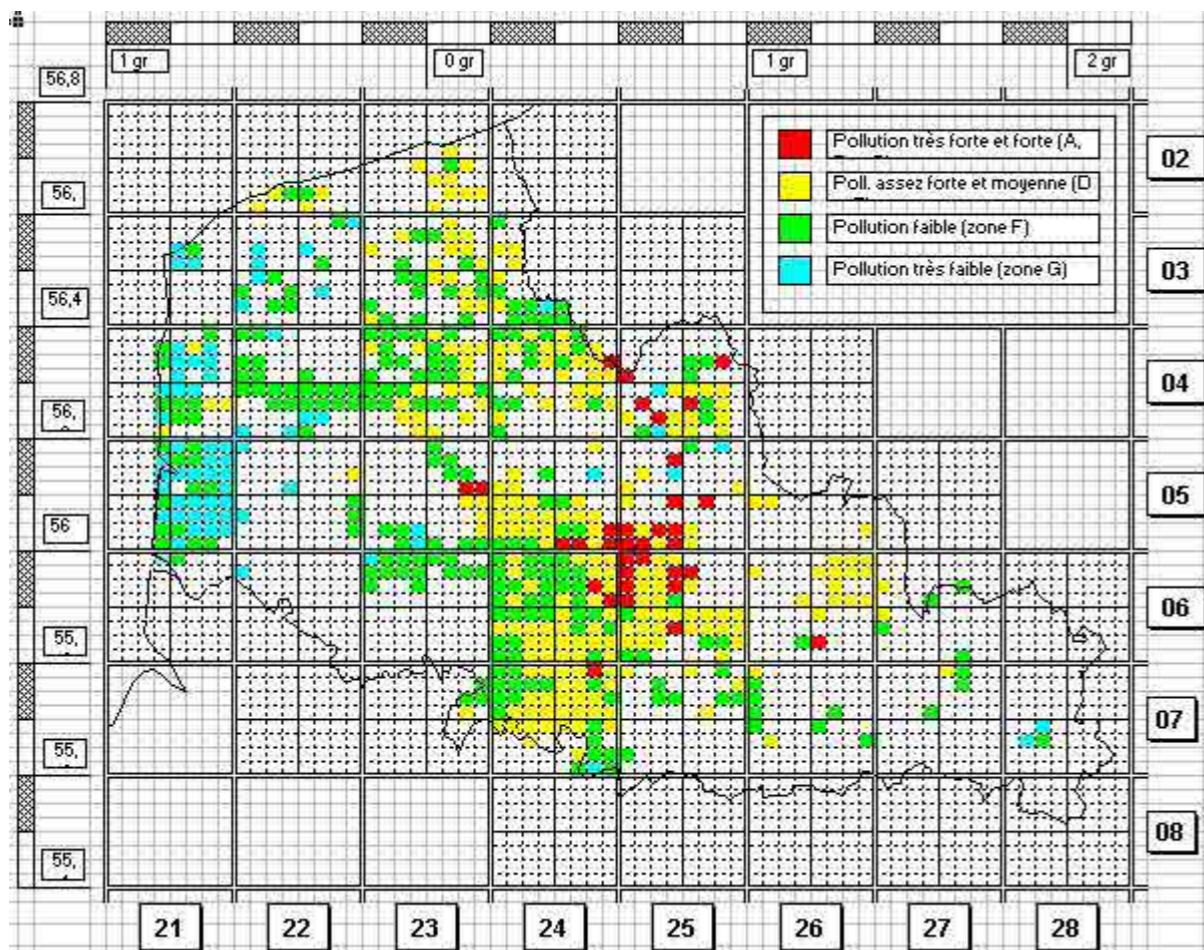 1 gr
0 gr
1 gr
2 gr
56,8
Pollution très forte et forte (A,
Poll. assez forte et moyenne (D
Pollution faible (zone F)
Pollution très faible (zone G)
02
56,
03
56,4
04
56,
05
56
06
55,
07
55,
08
55,
21
22
23
24
25
26
27
28